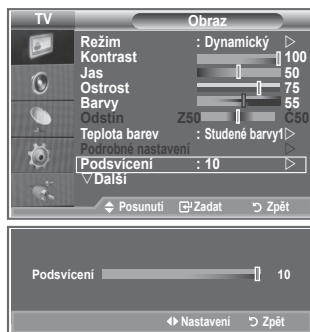 TV Obraz
Režim : Dynamický
Kontrast 100
Jas 50
Ostrost 75
Barvy 55
Odstín Z50 Č50
Teplota barev : Studené barvy1
Podrobné nastavení
Podsvícení : 10
Další
Posunutí Zadat Zpět
Podsvícení 10
Nastavení Zpět